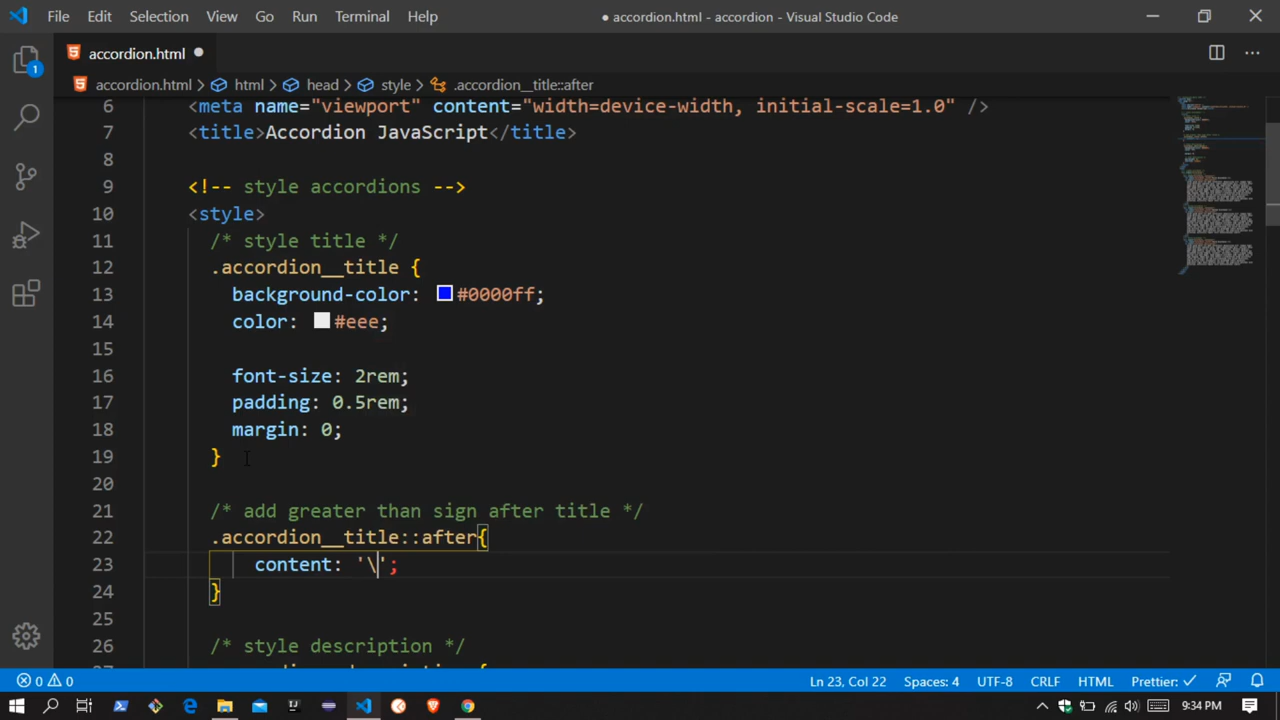 File Edit Selection View Go Run Terminal Help ● accordion.html - accordion - Visual Studio Code
accordion.html ●
accordion.html > html > head > style > .accordion__title::after
6 <meta name="viewport" content="width=device-width, initial-scale=1.0" />
7 <title>Accordion JavaScript</title>
8
9 <!-- style accordions -->
10 <style>
11 /* style title */
12 .accordion__title {
13 background-color: #0000ff;
14 color: #eee;
15
16 font-size: 2rem;
17 padding: 0.5rem;
18 margin: 0;
19 }
20
21 /* add greater than sign after title */
22 .accordion__title::after{
23 content: '\';
24 }
25
26 /* style description */
1
0 0 Ln 23, Col 22 Spaces: 4 UTF-8 CRLF HTML Prettier: ✓
9:34 PM